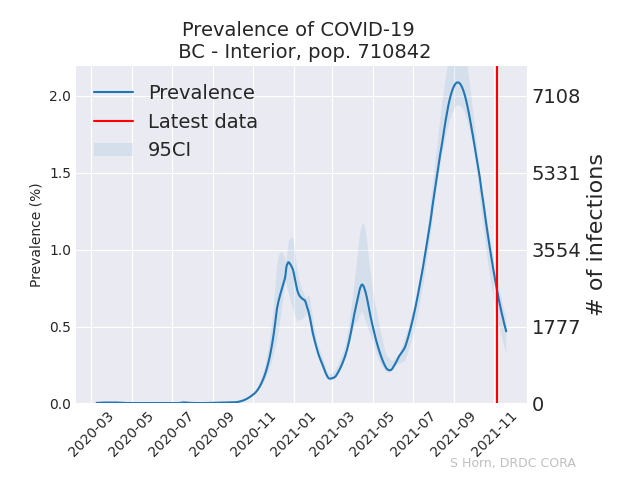 Prevalence of COVID-19
BC - Interior, pop. 710842
Prevalence
Latest data
95CI
Prevalence (%)
2.0
1.5
1.0
0.5
0.0
7108
5331
3554
1777
0
# of infections
2020-03
2020-05
2020-07
2020-09
2020-11
2021-01
2021-03
2021-05
2021-07
2021-09
2021-11
S Horn, DRDC CORA